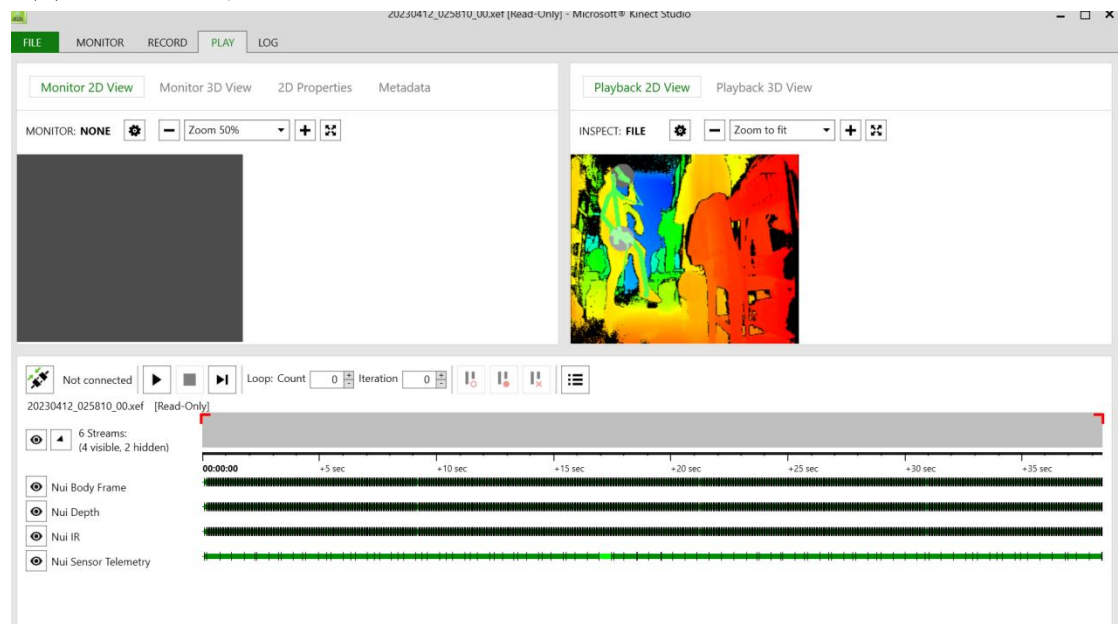 20230412_025810_00.xef [Read-Only] - Microsoft® Kinect Studio
FILE MONITOR RECORD PLAY LOG
Monitor 2D View Monitor 3D View 2D Properties Metadata
Playback 2D View Playback 3D View
MONITOR: NONE Zoom 50%
INSPECT: FILE Zoom to fit
Not connected Loop: Count 0 Iteration 0
20230412_025810_00.xef [Read-Only]
6 Streams:
(4 visible, 2 hidden)
00:00:00 +5 sec +10 sec +15 sec +20 sec +25 sec +30 sec +35 sec
Nui Body Frame
Nui Depth
Nui IR
Nui Sensor Telemetry